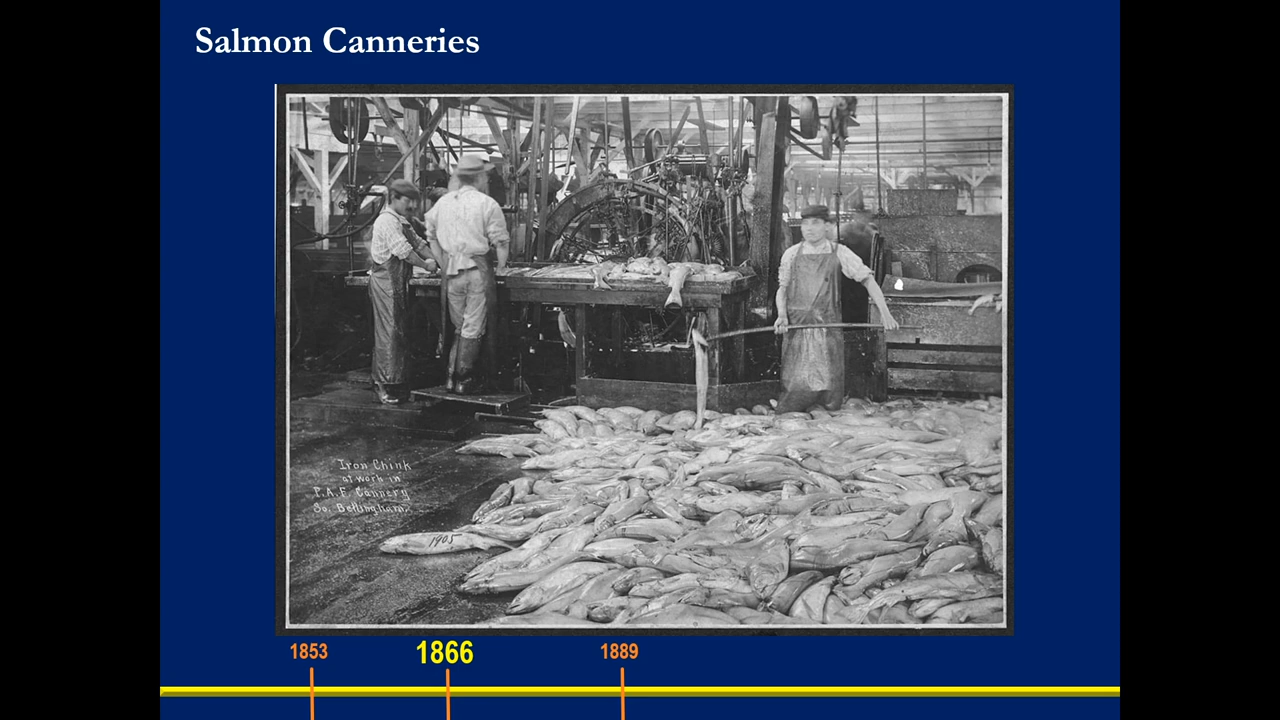 Salmon Canneries
Iron Chink
at work in
P.A.F. Cannery
So. Bellingham.
1905
1853
1866
1889